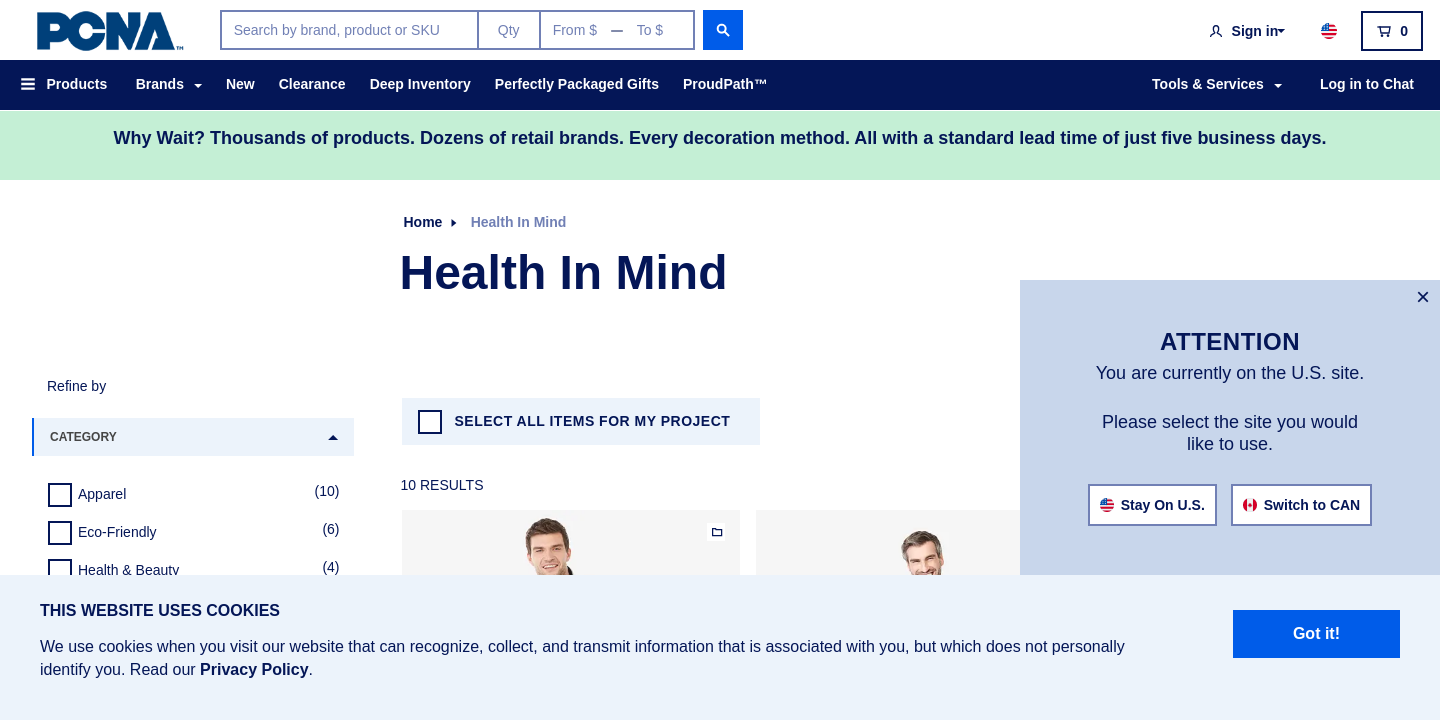 PCNA™
Search by brand, product or SKU
Qty
From $ — To $
Sign in
0
Products
Brands
New
Clearance
Deep Inventory
Perfectly Packaged Gifts
ProudPath™
Tools & Services
Log in to Chat
Why Wait? Thousands of products. Dozens of retail brands. Every decoration method. All with a standard lead time of just five business days.
Home
Health In Mind
Health In Mind
×
ATTENTION
You are currently on the U.S. site.
Please select the site you would
like to use.
Stay On U.S.
Switch to CAN
Refine by
CATEGORY
Apparel (10)
Eco-Friendly (6)
Health & Beauty (4)
SELECT ALL ITEMS FOR MY PROJECT
10 RESULTS
THIS WEBSITE USES COOKIES
We use cookies when you visit our website that can recognize, collect, and transmit information that is associated with you, but which does not personally
identify you. Read our Privacy Policy.
Got it!